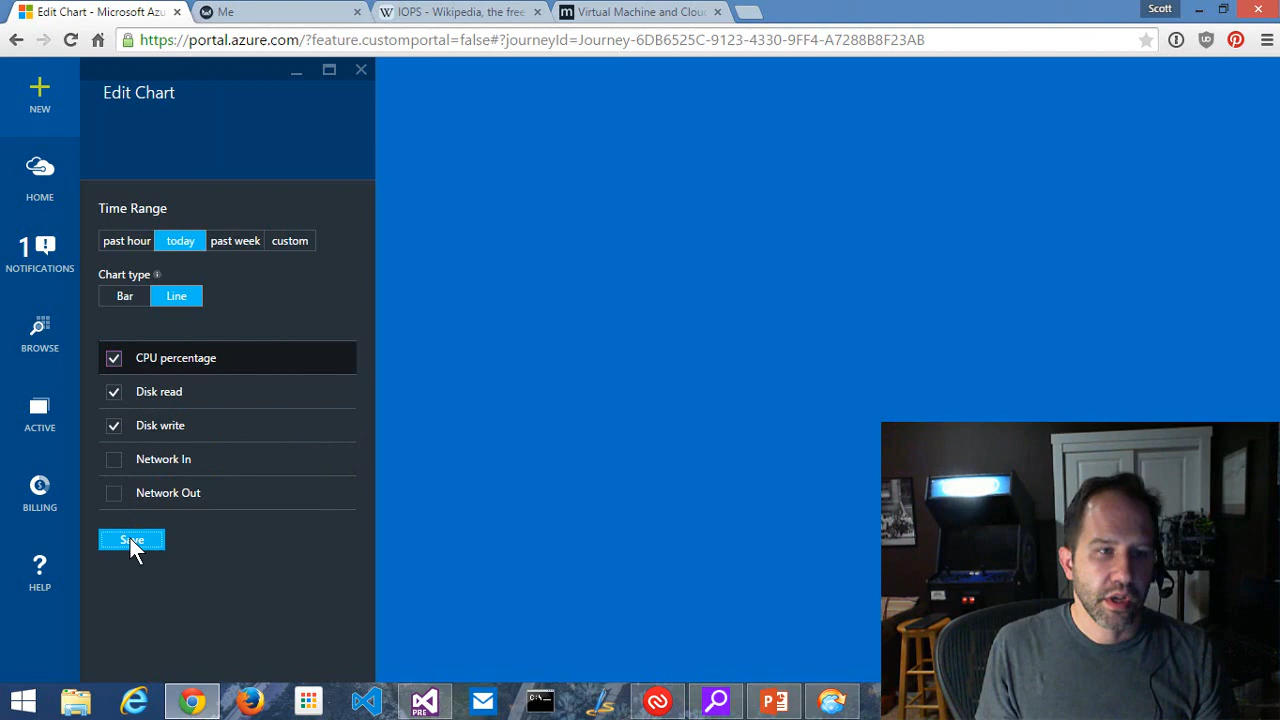 Edit Chart - Microsoft Azu
Me
IOPS - Wikipedia, the free
Virtual Machine and Clou
Scott
https://portal.azure.com/?feature.customportal=false#?journeyId=Journey-6DB6525C-9123-4330-9FF4-A7288B8F23AB
NEW
HOME
1
NOTIFICATIONS
BROWSE
ACTIVE
BILLING
HELP
Edit Chart
Time Range
past hour today past week custom
Chart type
Bar Line
CPU percentage
Disk read
Disk write
Network In
Network Out
Save
PRE